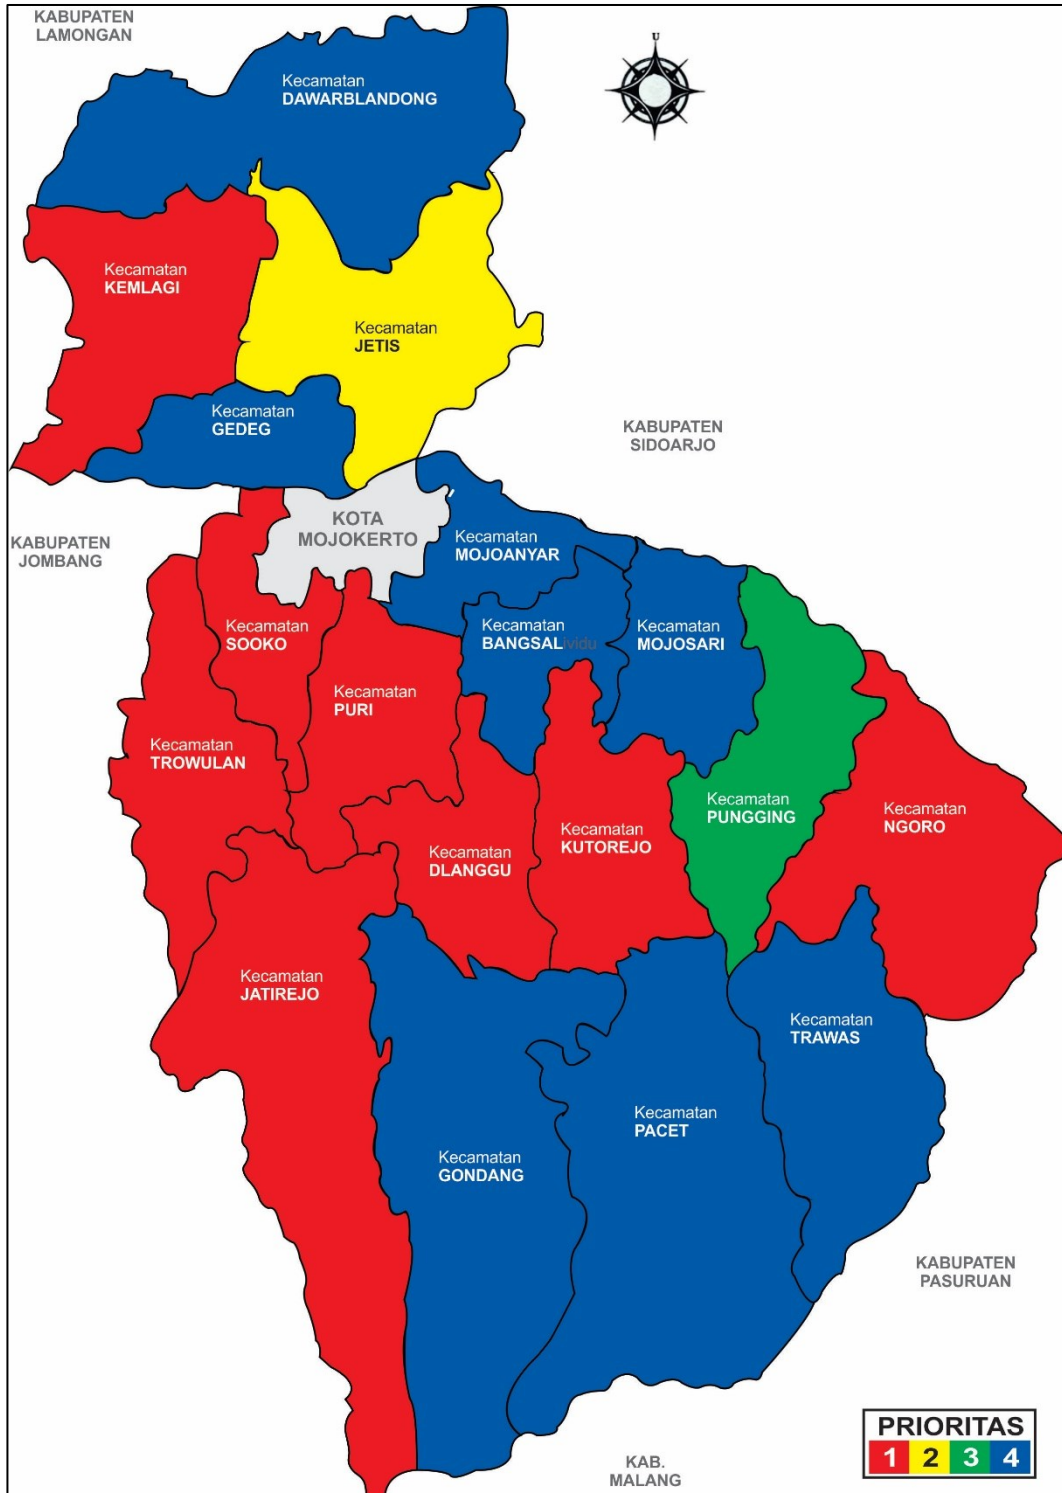 KABUPATEN
LAMONGAN
U
Kecamatan
DAWARBLANDONG
Kecamatan
KEMLAGI
Kecamatan
JETIS
Kecamatan
GEDEG
KABUPATEN
SIDOARJO
KOTA
MOJOKERTO
KABUPATEN
JOMBANG
Kecamatan
MOJOANYAR
Kecamatan
SOOKO
Kecamatan
BANGSALividu
Kecamatan
MOJOSARI
Kecamatan
PURI
Kecamatan
TROWULAN
Kecamatan
PUNGGING
Kecamatan
NGORO
Kecamatan
KUTOREJO
Kecamatan
DLANGGU
Kecamatan
JATIREJO
Kecamatan
TRAWAS
Kecamatan
PACET
Kecamatan
GONDANG
KABUPATEN
PASURUAN
KAB.
MALANG
PRIORITAS
1 2 3 4